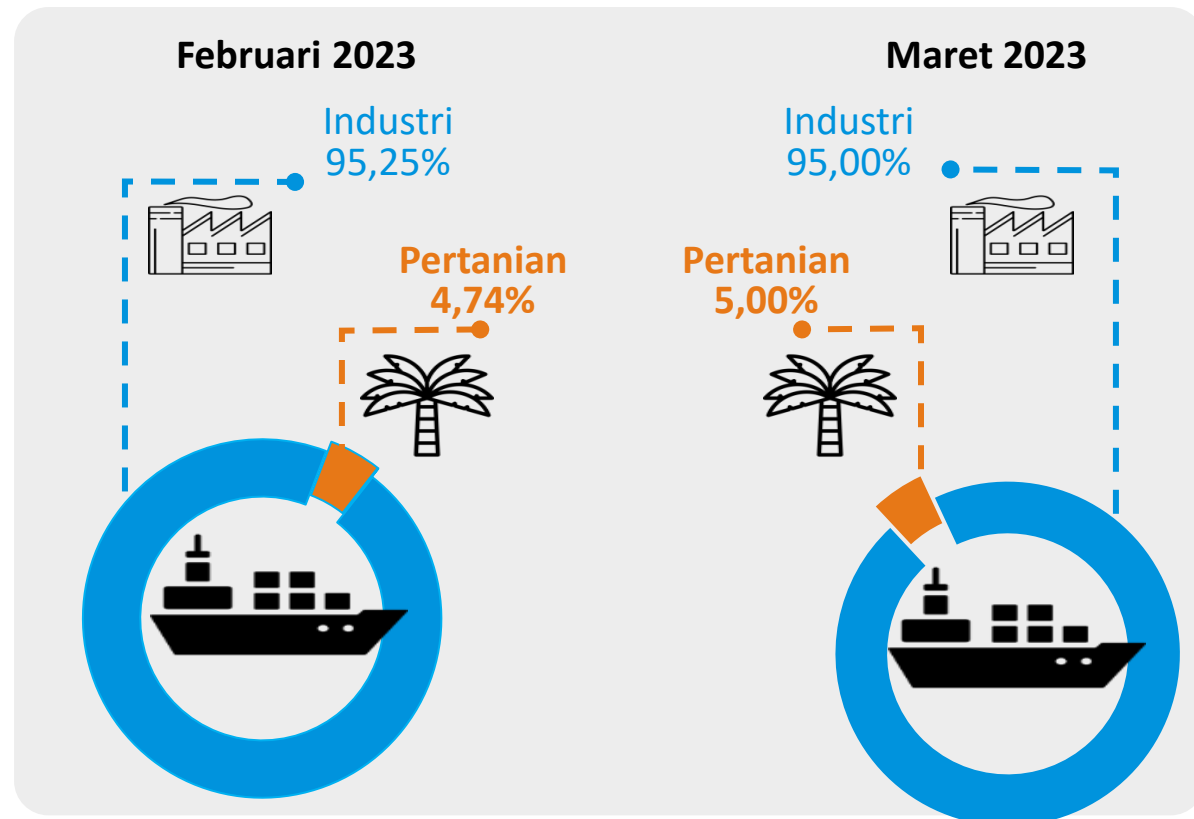 Februari 2023
Industri
95,25%
Pertanian
4,74%
Maret 2023
Industri
95,00%
Pertanian
5,00%